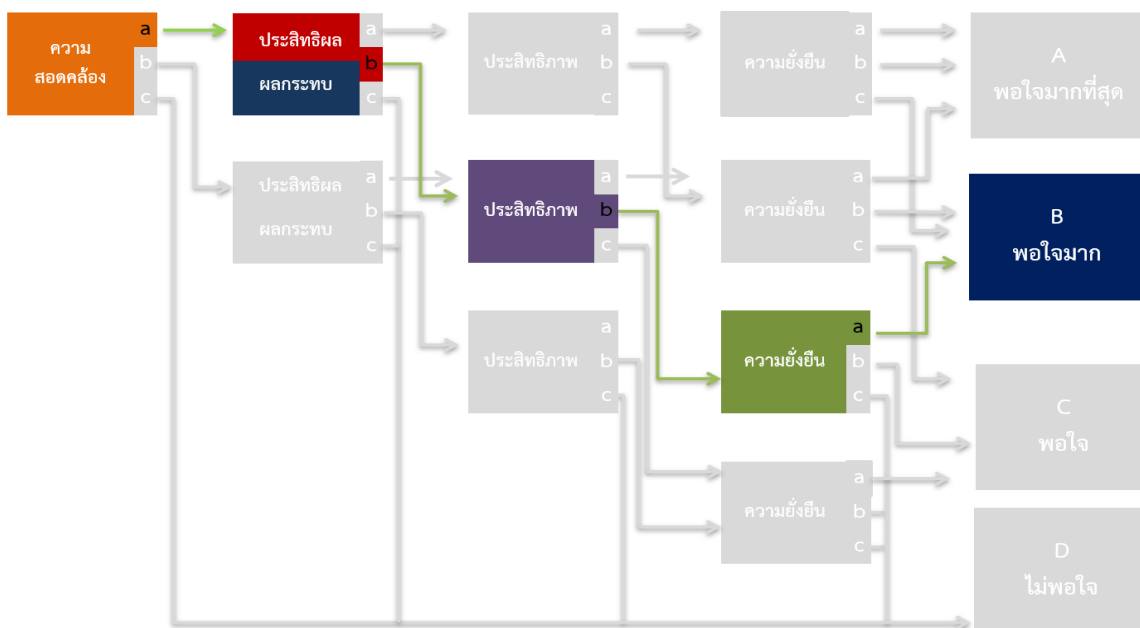 ความ
สอดคล้อง
a
b
c
ประสิทธิผล
ผลกระทบ
a
b
c
ประสิทธิภาพ
a
b
c
ความยั่งยืน
a
b
c
A
พอใจมากที่สุด
ประสิทธิผล
ผลกระทบ
a
b
c
ประสิทธิภาพ
a
b
c
ความยั่งยืน
a
b
c
B
พอใจมาก
ประสิทธิภาพ
a
b
c
ความยั่งยืน
a
b
c
C
พอใจ
ความยั่งยืน
a
b
c
D
ไม่พอใจ